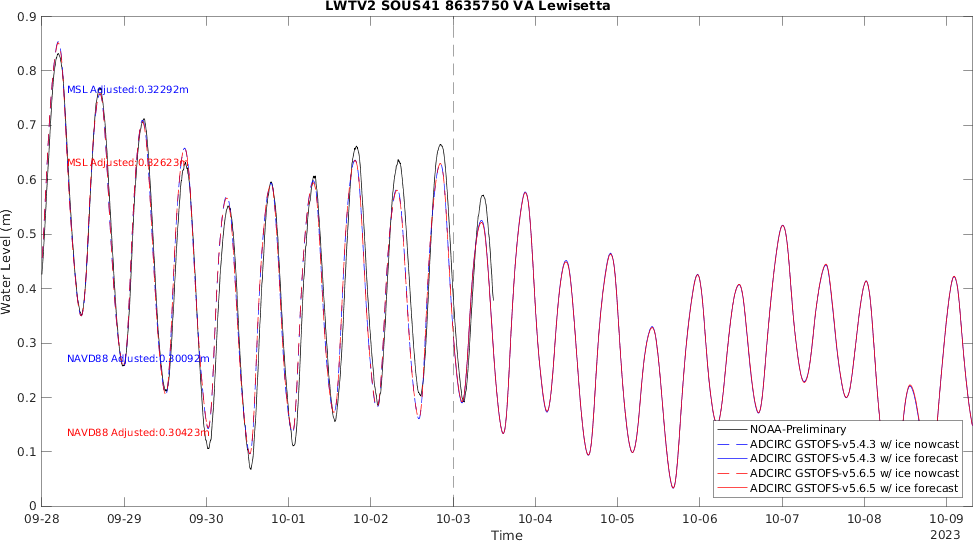 LWTV2 SOUS41 8635750 VA Lewisetta
0.9
0.8
0.7
0.6
0.5
0.4
0.3
0.2
0.1
0
Water Level (m)
MSL Adjusted:0.32292m
MSL Adjusted:0.32623m
NAVD88 Adjusted:0.30092m
NAVD88 Adjusted:0.30423m
NOAA-Preliminary
ADCIRC GSTOFS-v5.4.3 w/ ice nowcast
ADCIRC GSTOFS-v5.4.3 w/ ice forecast
ADCIRC GSTOFS-v5.6.5 w/ ice nowcast
ADCIRC GSTOFS-v5.6.5 w/ ice forecast
09-28 09-29 09-30 10-01 10-02 10-03 10-04 10-05 10-06 10-07 10-08 10-09
Time
2023